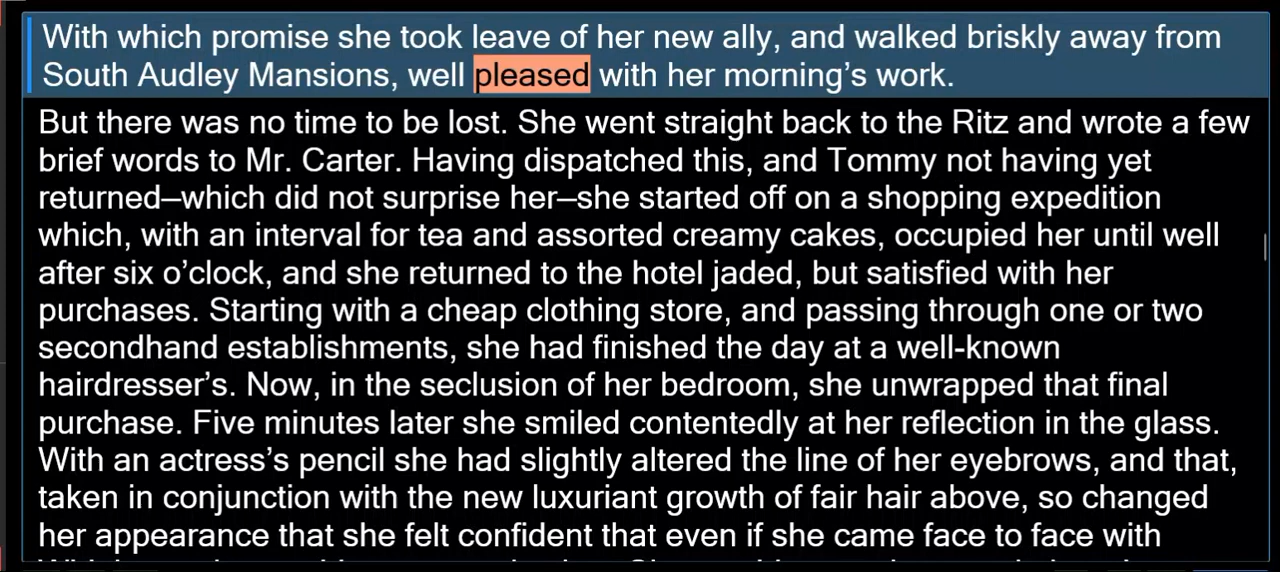 With which promise she took leave of her new ally, and walked briskly away from
South Audley Mansions, well pleased with her morning’s work.
But there was no time to be lost. She went straight back to the Ritz and wrote a few
brief words to Mr. Carter. Having dispatched this, and Tommy not having yet
returned—which did not surprise her—she started off on a shopping expedition
which, with an interval for tea and assorted creamy cakes, occupied her until well
after six o’clock, and she returned to the hotel jaded, but satisfied with her
purchases. Starting with a cheap clothing store, and passing through one or two
secondhand establishments, she had finished the day at a well-known
hairdresser’s. Now, in the seclusion of her bedroom, she unwrapped that final
purchase. Five minutes later she smiled contentedly at her reflection in the glass.
With an actress’s pencil she had slightly altered the line of her eyebrows, and that,
taken in conjunction with the new luxuriant growth of fair hair above, so changed
her appearance that she felt confident that even if she came face to face with